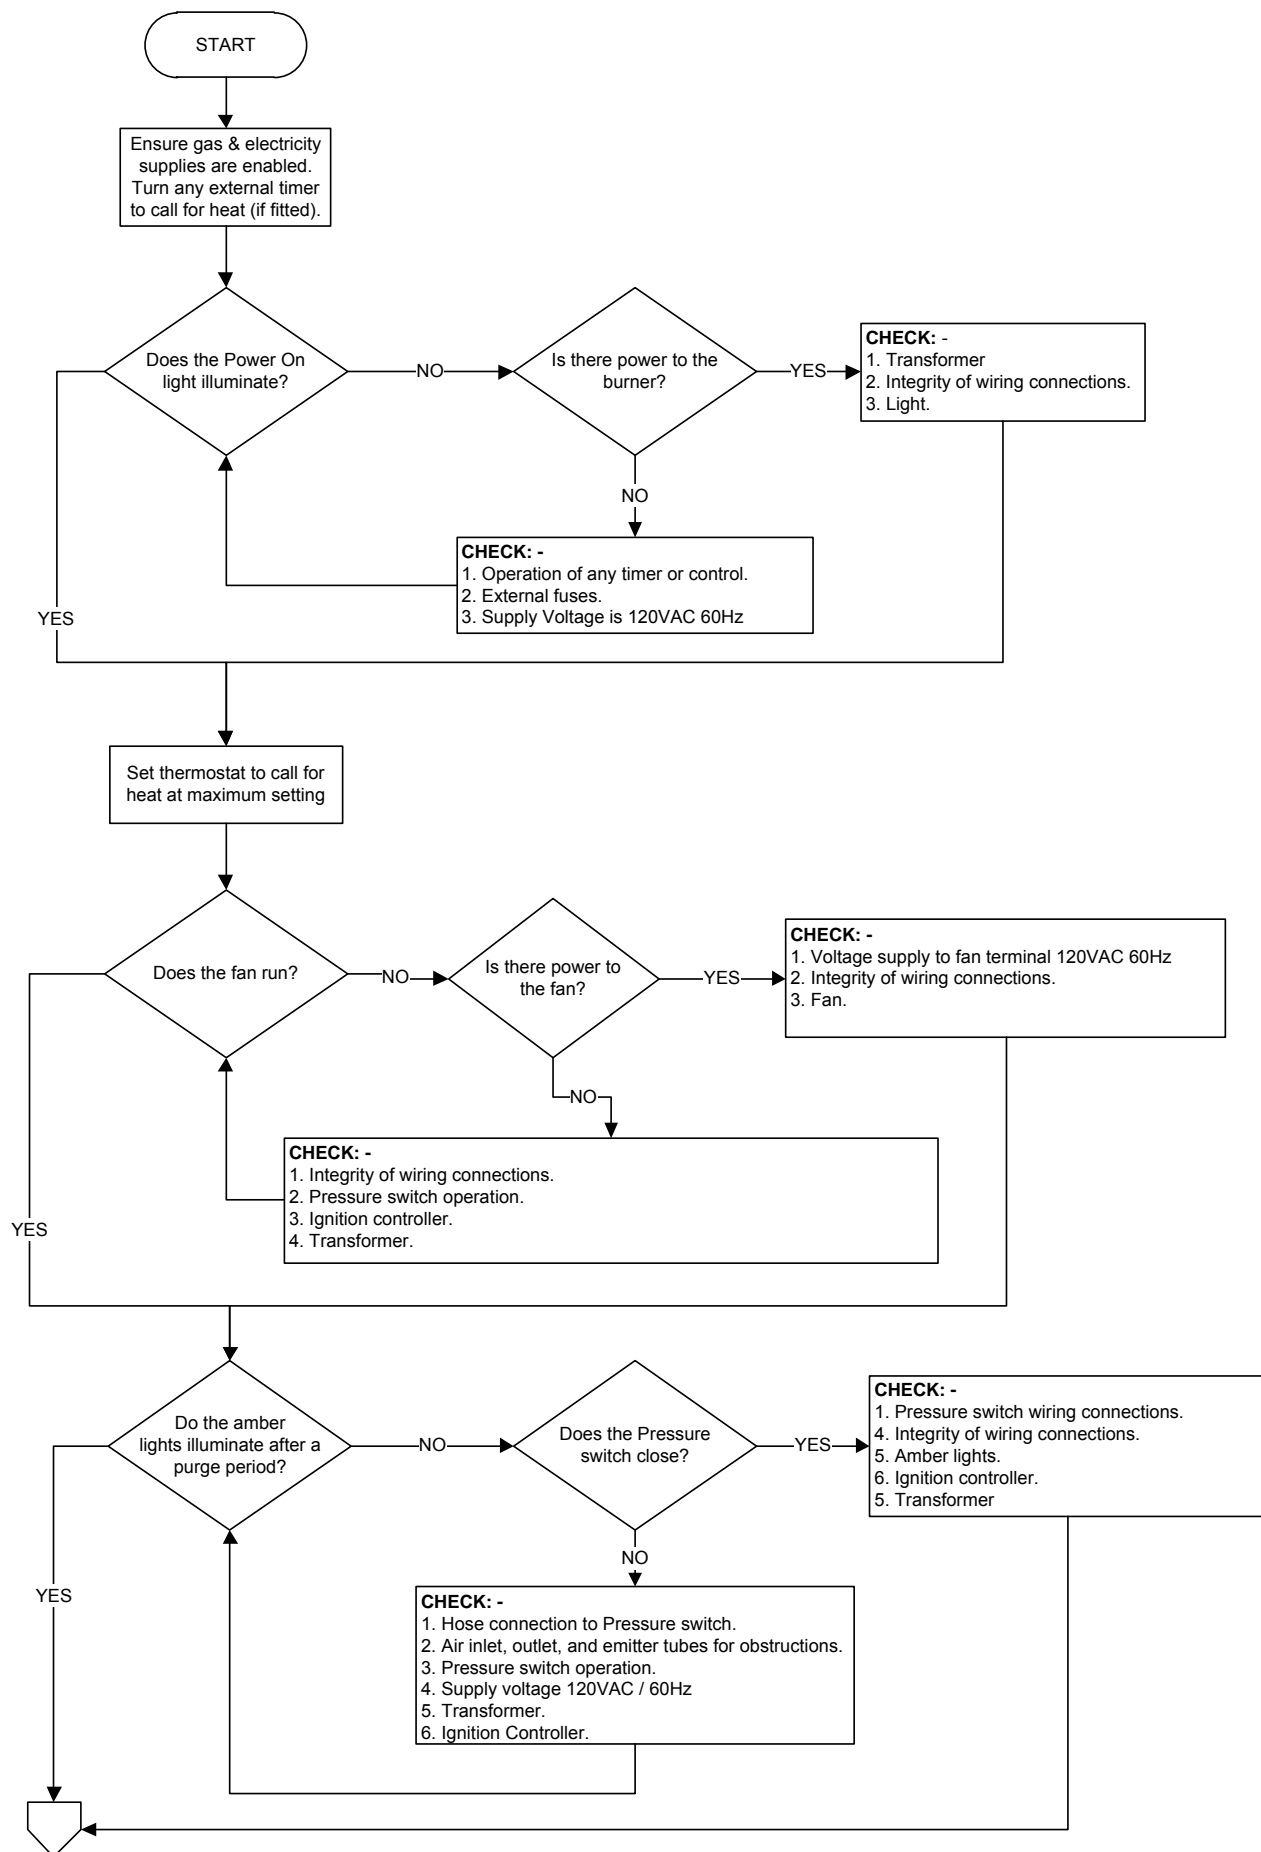 START
Ensure gas & electricity
supplies are enabled.
Turn any external timer
to call for heat (if fitted).
Does the Power On
light illuminate?
NO
Is there power to the
burner?
YES
CHECK: -
1. Transformer
2. Integrity of wiring connections.
3. Light.
NO
CHECK: -
1. Operation of any timer or control.
2. External fuses.
3. Supply Voltage is 120VAC 60Hz
YES
Set thermostat to call for
heat at maximum setting
Does the fan run?
NO
Is there power to
the fan?
YES
CHECK: -
1. Voltage supply to fan terminal 120VAC 60Hz
2. Integrity of wiring connections.
3. Fan.
NO
CHECK: -
1. Integrity of wiring connections.
2. Pressure switch operation.
3. Ignition controller.
4. Transformer.
YES
Do the amber
lights illuminate after a
purge period?
NO
Does the Pressure
switch close?
YES
CHECK: -
1. Pressure switch wiring connections.
4. Integrity of wiring connections.
5. Amber lights.
6. Ignition controller.
5. Transformer
NO
CHECK: -
1. Hose connection to Pressure switch.
2. Air inlet, outlet, and emitter tubes for obstructions.
3. Pressure switch operation.
4. Supply voltage 120VAC / 60Hz
5. Transformer.
6. Ignition Controller.
YES